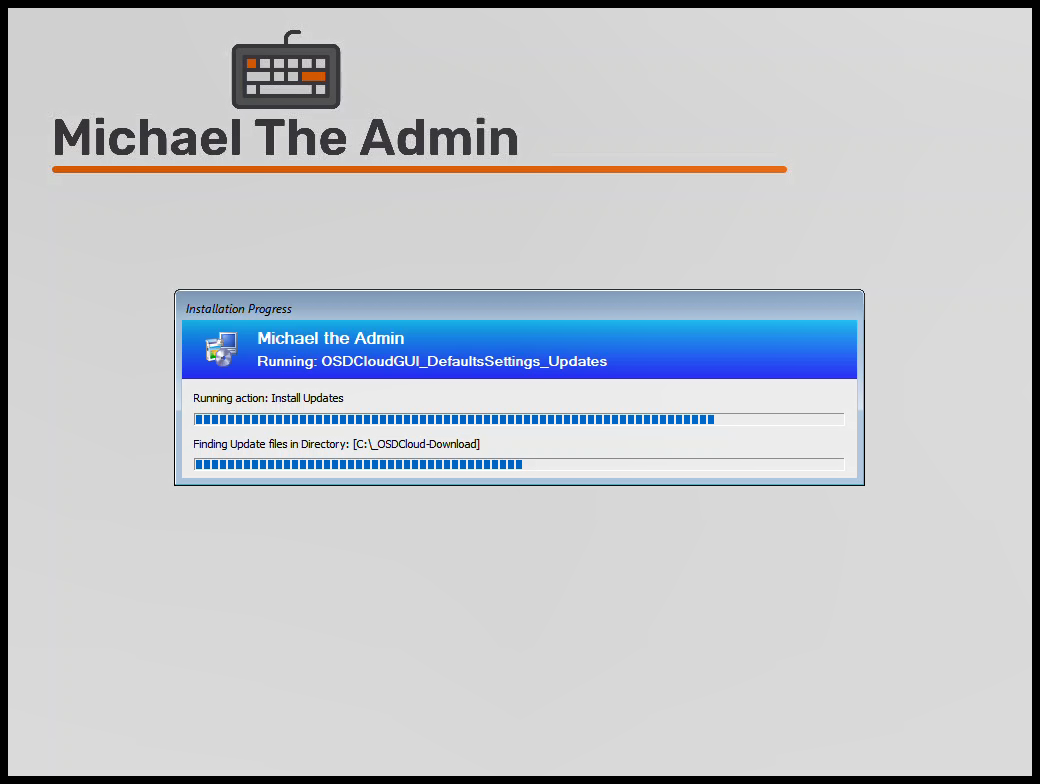 Michael The Admin
Installation Progress
Michael the Admin
Running: OSDCloudGUI_DefaultsSettings_Updates
Running action: Install Updates
Finding Update files in Directory: [C:\_OSDCloud-Download]